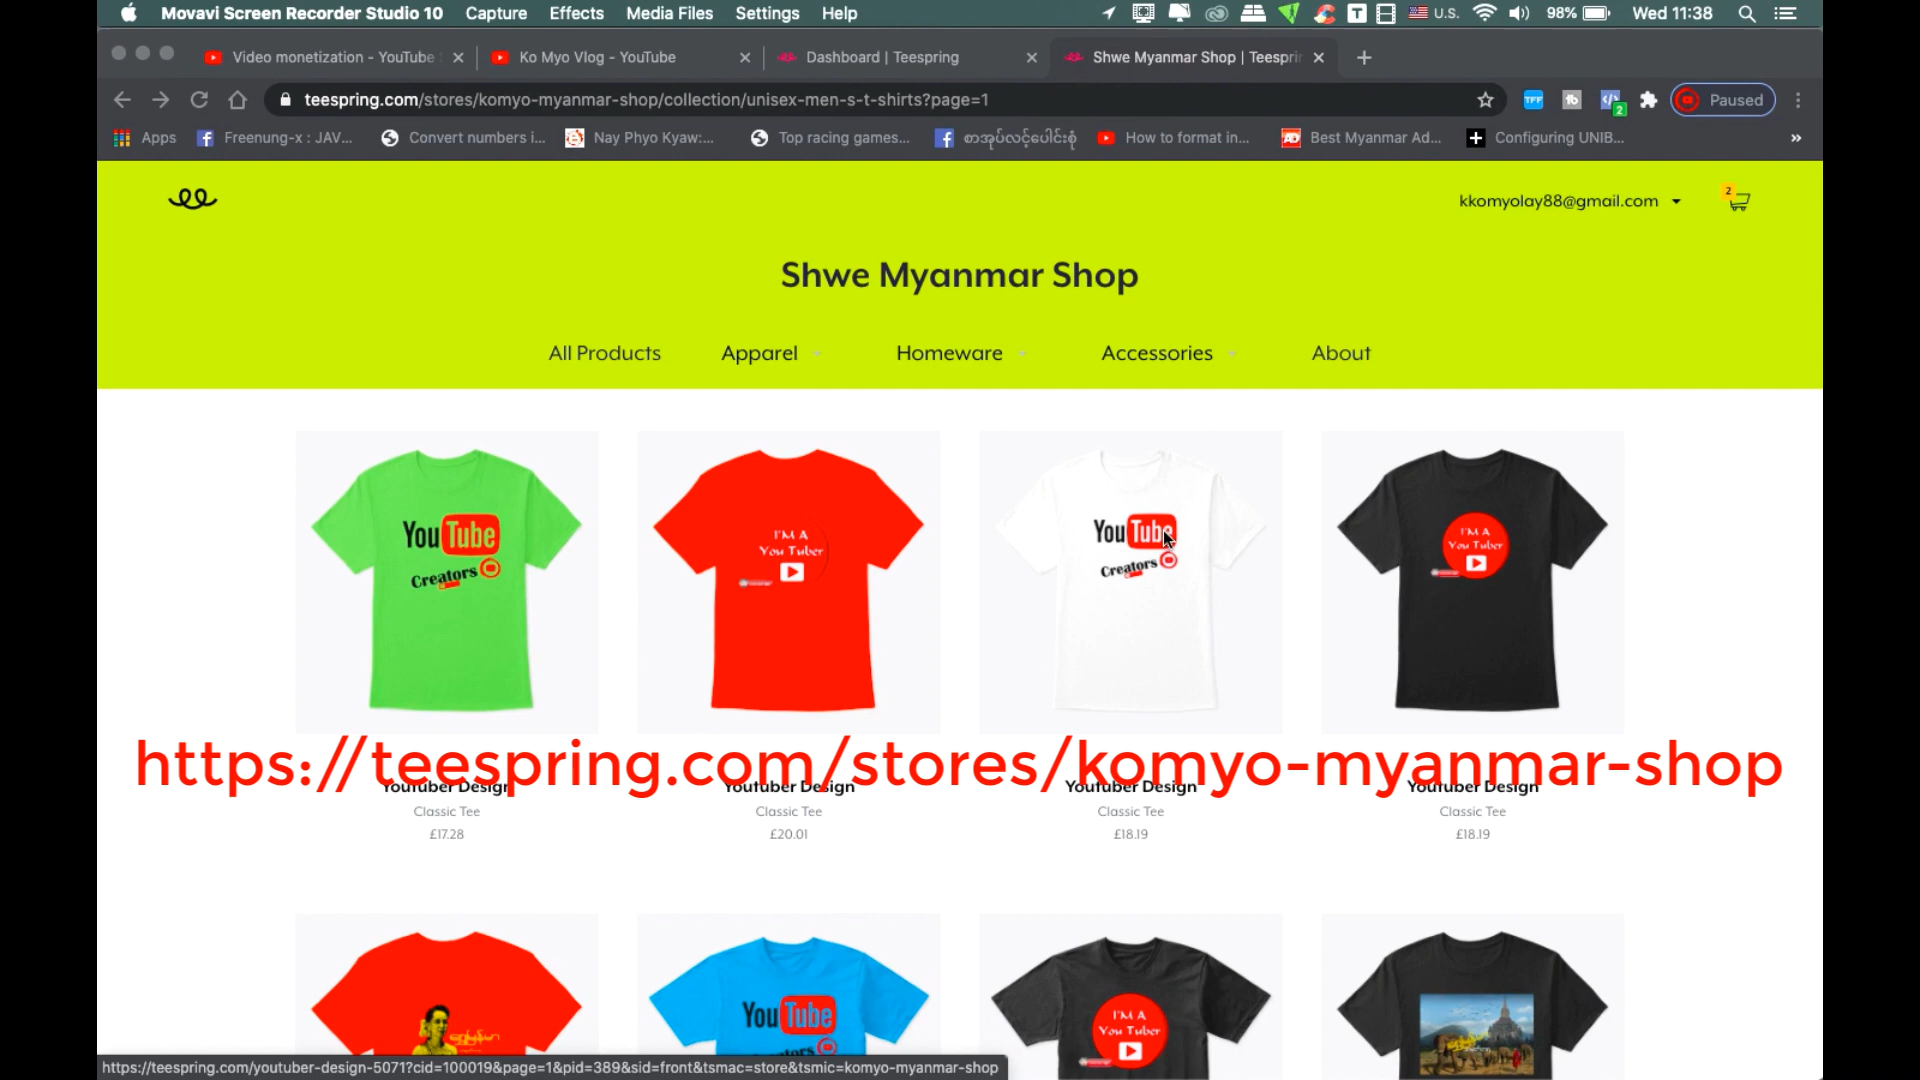 Movavi Screen Recorder Studio 10 Capture Effects Media Files Settings Help T U.S. 98% Wed 11:38
Video monetization - YouTube Ko Myo Vlog - YouTube Dashboard | Teespring Shwe Myanmar Shop | Teesprin
teespring.com/stores/komyo-myanmar-shop/collection/unisex-men-s-t-shirts?page=1 TFF 2 Paused
Apps Freenung-x : JAV... Convert numbers i... Nay Phyo Kyaw:... Top racing games... စာအုပ်လင့်ပေါင်းစုံ How to format in... Best Myanmar Ad... Configuring UNIB... »
kkomyolay88@gmail.com 2
Shwe Myanmar Shop
All Products Apparel Homeware Accessories About
YouTube
Creators
I'M A
You Tuber
YouTube
Creators
I'M A
You Tuber
https://teespring.com/stores/komyo-myanmar-shop
Youtuber Design Youtuber Design Youtuber Design Youtuber Design
Classic Tee Classic Tee Classic Tee Classic Tee
£17.28 £20.01 £18.19 £18.19
YouTube
Creators
I'M A
You Tuber
https://teespring.com/youtuber-design-5071?cid=100019&page=1&pid=389&sid=front&tsmac=store&tsmic=komyo-myanmar-shop